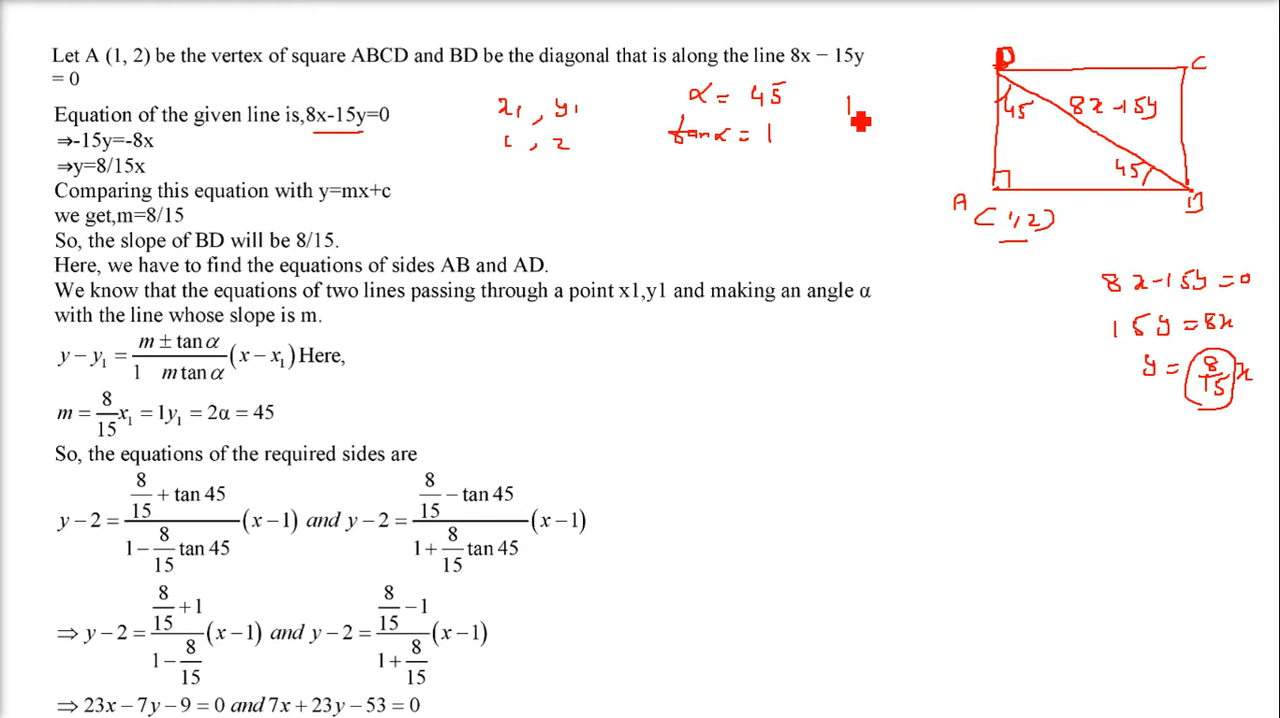 Let A (1, 2) be the vertex of square ABCD and BD be the diagonal that is along the line 8x − 15y
= 0
Equation of the given line is,8x-15y=0
⇒-15y=-8x
⇒y=8/15x
Comparing this equation with y=mx+c
we get,m=8/15
So, the slope of BD will be 8/15.
Here, we have to find the equations of sides AB and AD.
We know that the equations of two lines passing through a point x1,y1 and making an angle α
with the line whose slope is m.
y − y₁ = (m ± tan α)/(1 m tan α) (x − x₁) Here,
m = 8/15 x₁ = 1y₁ = 2α = 45
So, the equations of the required sides are
y − 2 = (8/15 + tan 45)/(1 − 8/15 tan 45) (x − 1) and y − 2 = (8/15 − tan 45)/(1 + 8/15 tan 45) (x − 1)
⇒ y − 2 = (8/15 + 1)/(1 − 8/15) (x − 1) and y − 2 = (8/15 − 1)/(1 + 8/15) (x − 1)
⇒ 23x − 7y − 9 = 0 and 7x + 23y − 53 = 0
x₁ , y₁
1 , 2
α = 45
tan α = 1
D
C
45
8x-15y
45
A
B
(1,2)
8x-15y=0
15y=8x
y = 8/15 x